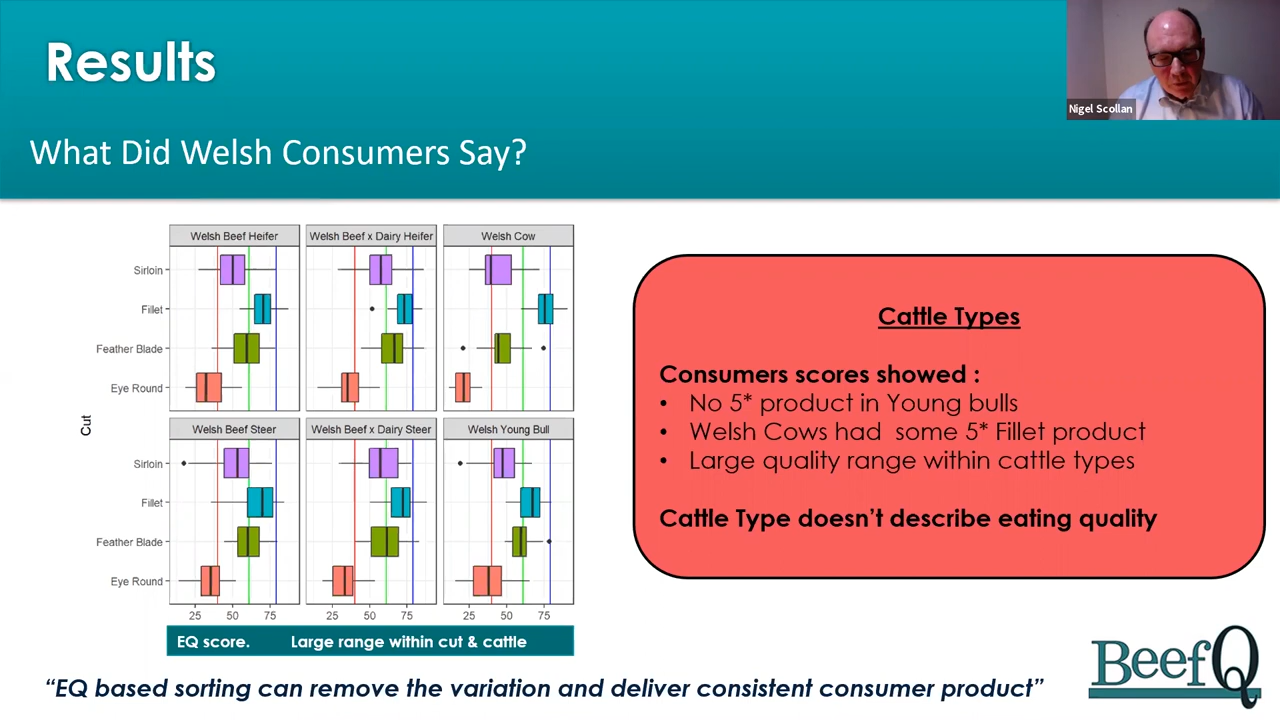 Results
Nigel Scollan
What Did Welsh Consumers Say?
Welsh Beef Heifer
Welsh Beef x Dairy Heifer
Welsh Cow
Sirloin
Fillet
Feather Blade
Eye Round
Cut
Welsh Beef Steer
Welsh Beef x Dairy Steer
Welsh Young Bull
Sirloin
Fillet
Feather Blade
Eye Round
25 50 75 25 50 75 25 50 75
EQ score. Large range within cut & cattle
Cattle Types
Consumers scores showed :
• No 5* product in Young bulls
• Welsh Cows had some 5* Fillet product
• Large quality range within cattle types
Cattle Type doesn’t describe eating quality
“EQ based sorting can remove the variation and deliver consistent consumer product”
BeefQ